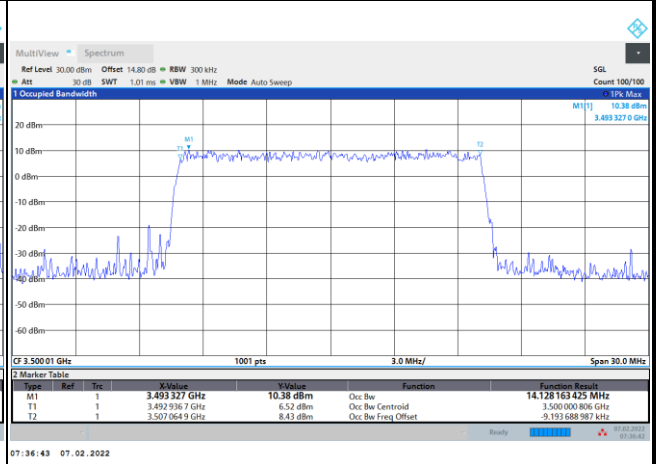 MultiView Spectrum
Ref Level 30.00 dBm Offset 14.80 dB RBW 300 kHz SGL
Att 30 dB SWT 1.01 ms VBW 1 MHz Mode Auto Sweep Count 100/100
1 Occupied Bandwidth 1Pk Max
M1[1] 10.38 dBm
3.493 327 0 GHz
20 dBm
M1
T1
T2
10 dBm
0 dBm
-10 dBm
-20 dBm
-30 dBm
-40 dBm
-50 dBm
-60 dBm
CF 3.500 01 GHz 1001 pts 3.0 MHz/ Span 30.0 MHz
2 Marker Table
Type Ref Trc X-Value Y-Value Function Function Result
M1 1 3.493 327 GHz 10.38 dBm Occ Bw 14.128 163 425 MHz
T1 1 3.492 936 7 GHz 6.52 dBm Occ Bw Centroid 3.500 000 806 GHz
T2 1 3.507 064 9 GHz 8.43 dBm Occ Bw Freq Offset -9.193 688 987 kHz
Ready 07.02.2022
07:36:42
07:36:43 07.02.2022